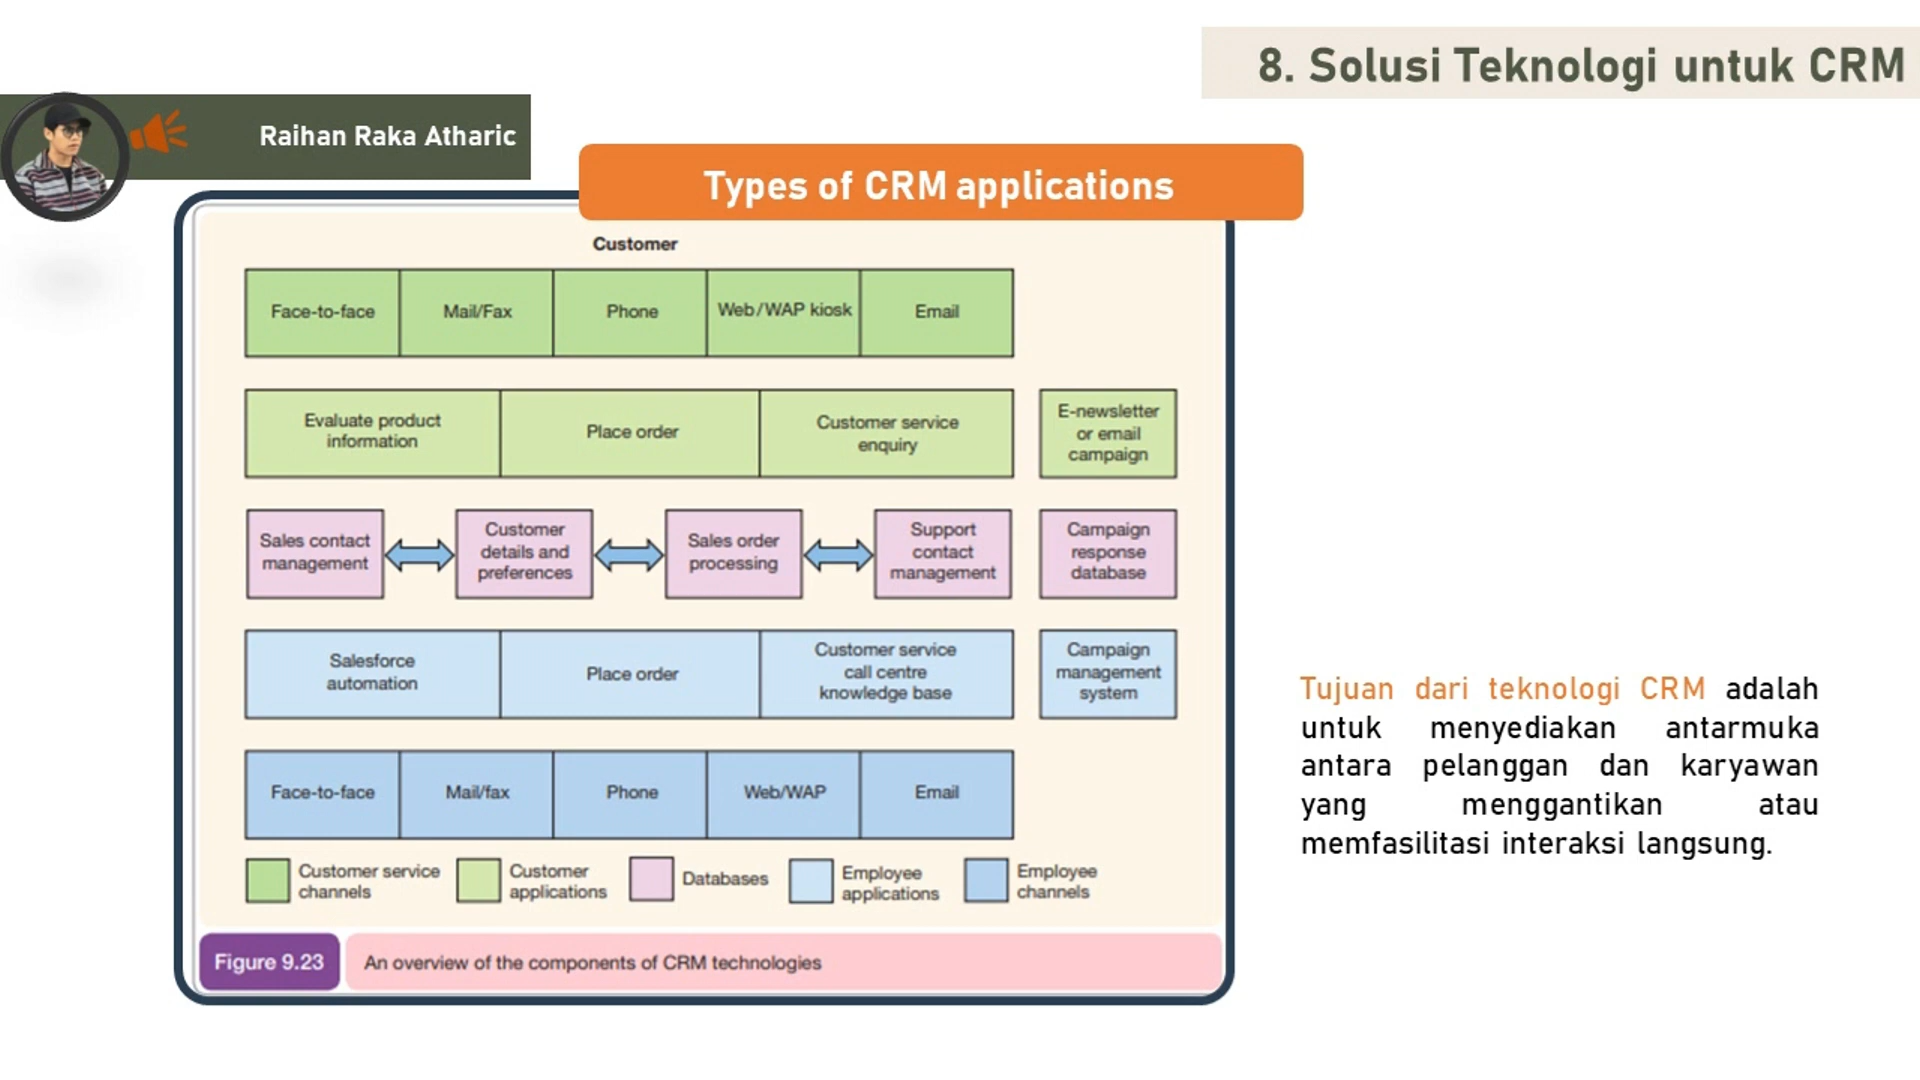 8. Solusi Teknologi untuk CRM
Raihan Raka Atharic
Types of CRM applications
Customer
Face-to-face
Mail/Fax
Phone
Web/WAP kiosk
Email
Evaluate product
information
Place order
Customer service
enquiry
E-newsletter
or email
campaign
Sales contact
management
Customer
details and
preferences
Sales order
processing
Support
contact
management
Campaign
response
database
Salesforce
automation
Place order
Customer service
call centre
knowledge base
Campaign
management
system
Face-to-face
Mail/fax
Phone
Web/WAP
Email
Customer service
channels
Customer
applications
Databases
Employee
applications
Employee
channels
Figure 9.23
An overview of the components of CRM technologies
Tujuan dari teknologi CRM adalah
untuk menyediakan antarmuka
antara pelanggan dan karyawan
yang menggantikan atau
memfasilitasi interaksi langsung.